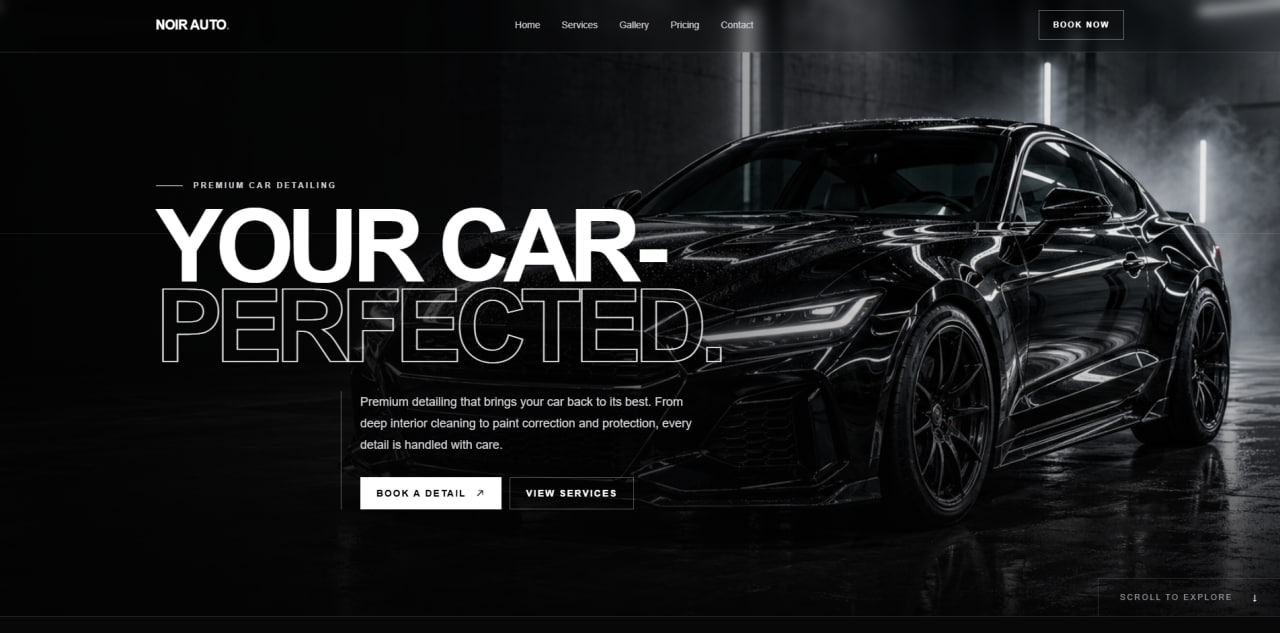 NOIR AUTO.
Home Services Gallery Pricing Contact
BOOK NOW
PREMIUM CAR DETAILING
YOUR CAR-
PERFECTED.
Premium detailing that brings your car back to its best. From
deep interior cleaning to paint correction and protection, every
detail is handled with care.
BOOK A DETAIL ↗
VIEW SERVICES
SCROLL TO EXPLORE ↓